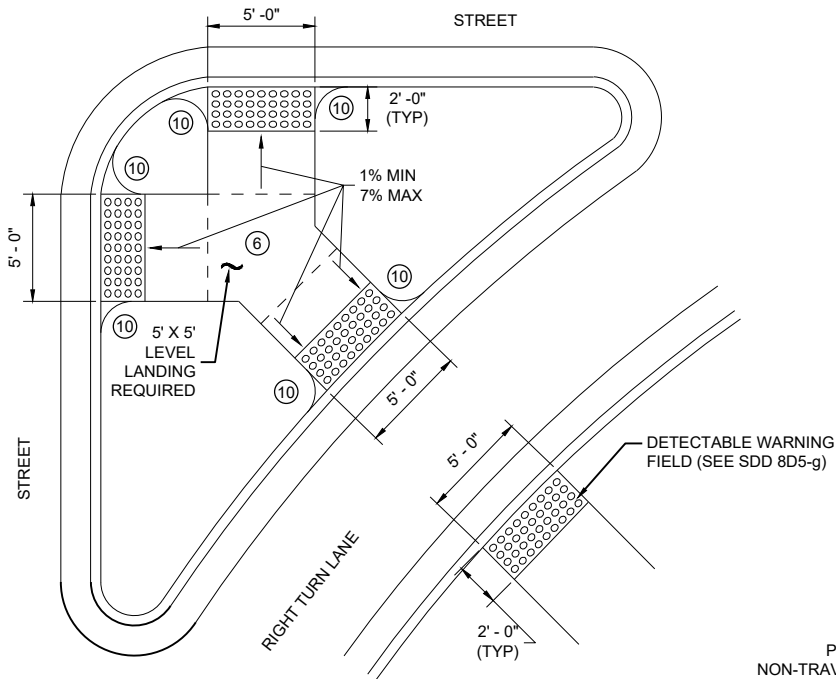 5' -0"
STREET
2' -0"
(TYP)
10
10
10
1% MIN
7% MAX
5' - 0"
6
10
10
5' X 5'
LEVEL
LANDING
REQUIRED
10
5' - 0"
STREET
RIGHT TURN LANE
5' - 0"
DETECTABLE WARNING
FIELD (SEE SDD 8D5-g)
2' - 0"
(TYP)
P
NON-TRAV